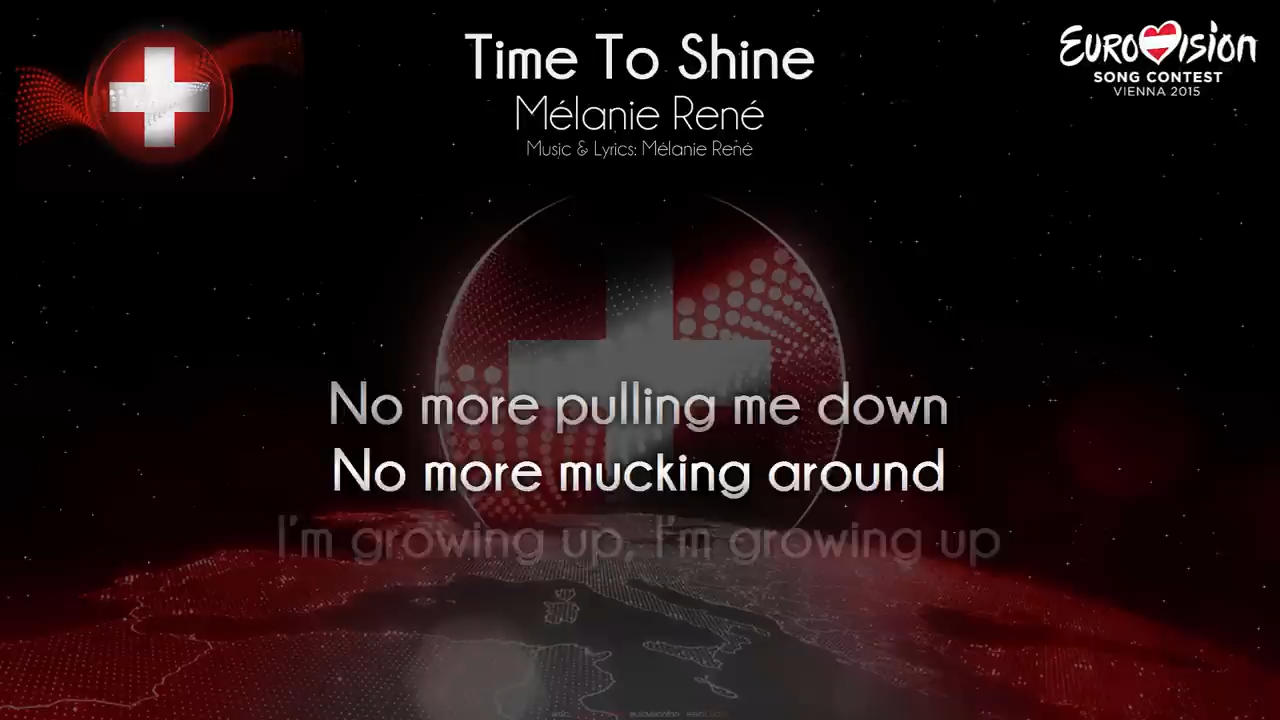 Time To Shine
Mélanie René
Music & Lyrics: Mélanie René
EUROVISION
SONG CONTEST
VIENNA 2015
No more pulling me down
No more mucking around
I'm growing up, I'm growing up